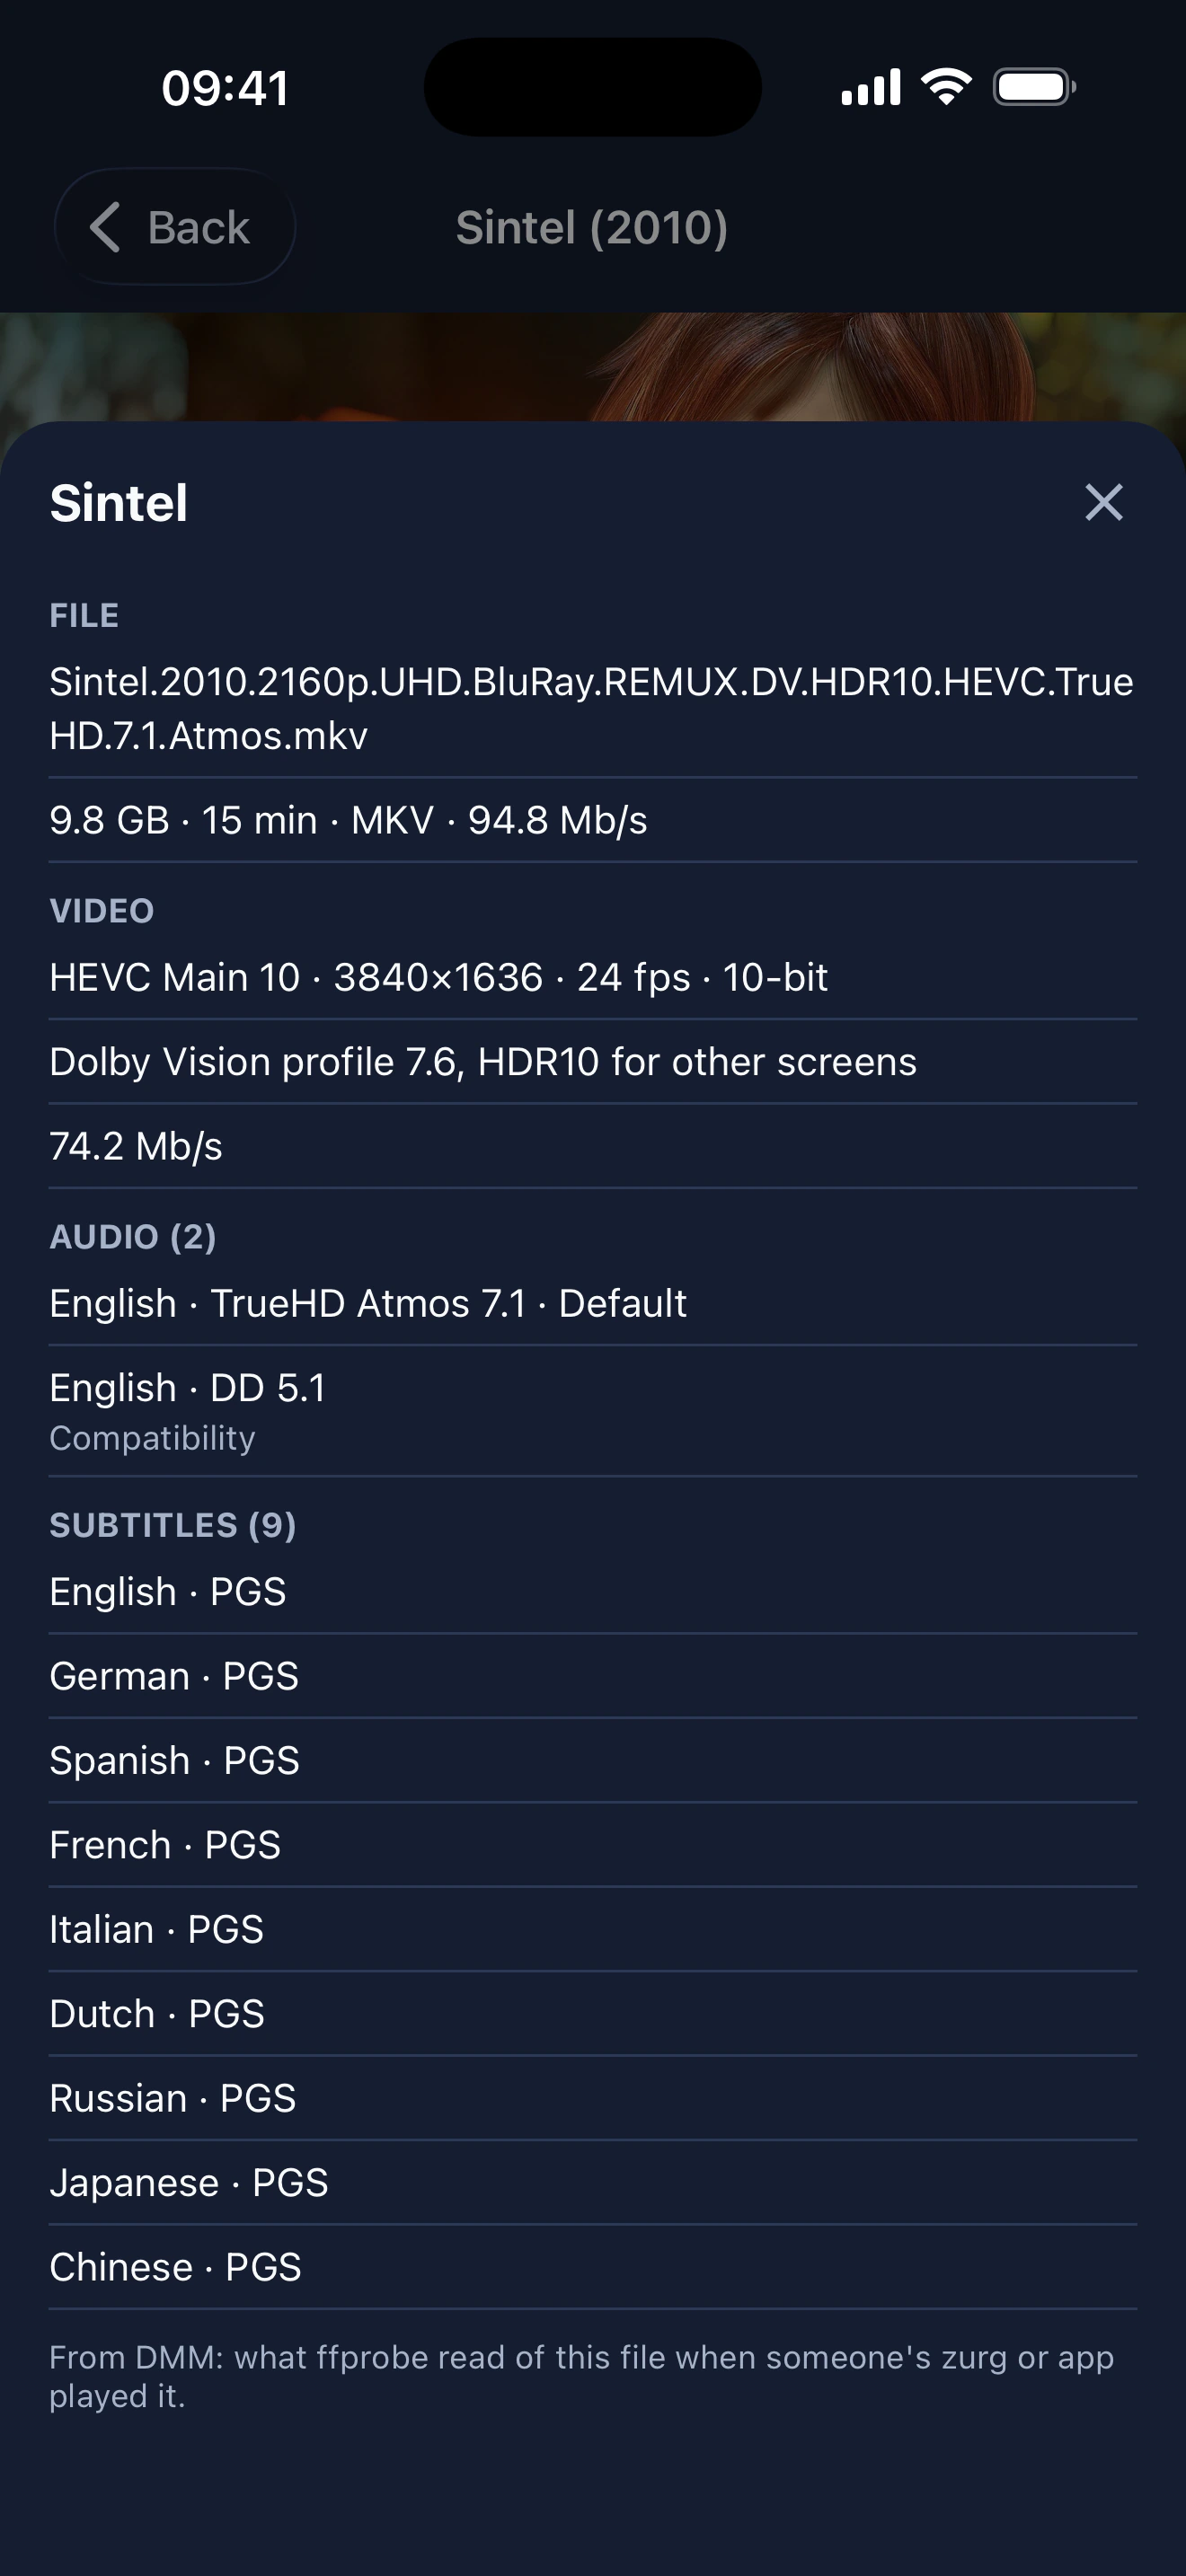 09:41
Back
Sintel (2010)
Sintel
FILE
Sintel.2010.2160p.UHD.BluRay.REMUX.DV.HDR10.HEVC.True
HD.7.1.Atmos.mkv
9.8 GB · 15 min · MKV · 94.8 Mb/s
VIDEO
HEVC Main 10 · 3840×1636 · 24 fps · 10-bit
Dolby Vision profile 7.6, HDR10 for other screens
74.2 Mb/s
AUDIO (2)
English · TrueHD Atmos 7.1 · Default
English · DD 5.1
Compatibility
SUBTITLES (9)
English · PGS
German · PGS
Spanish · PGS
French · PGS
Italian · PGS
Dutch · PGS
Russian · PGS
Japanese · PGS
Chinese · PGS
From DMM: what ffprobe read of this file when someone's zurg or app
played it.